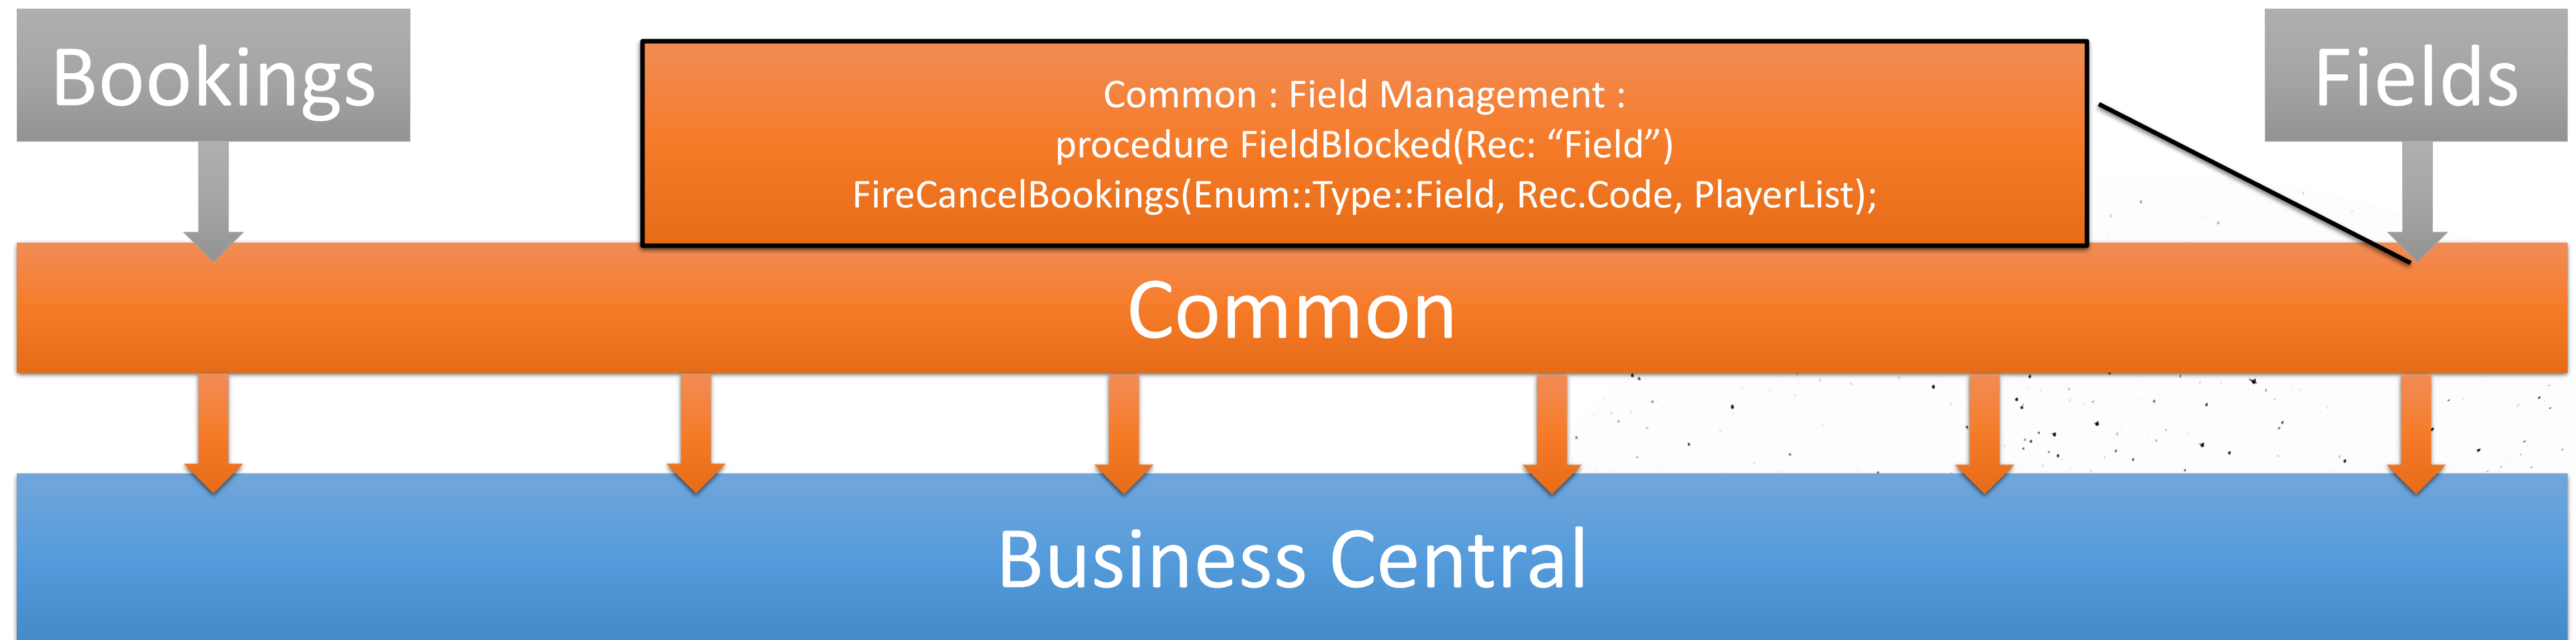 Bookings
Common : Field Management :
procedure FieldBlocked(Rec: “Field”)
FireCancelBookings(Enum::Type::Field, Rec.Code, PlayerList);
Fields
Common
Business Central